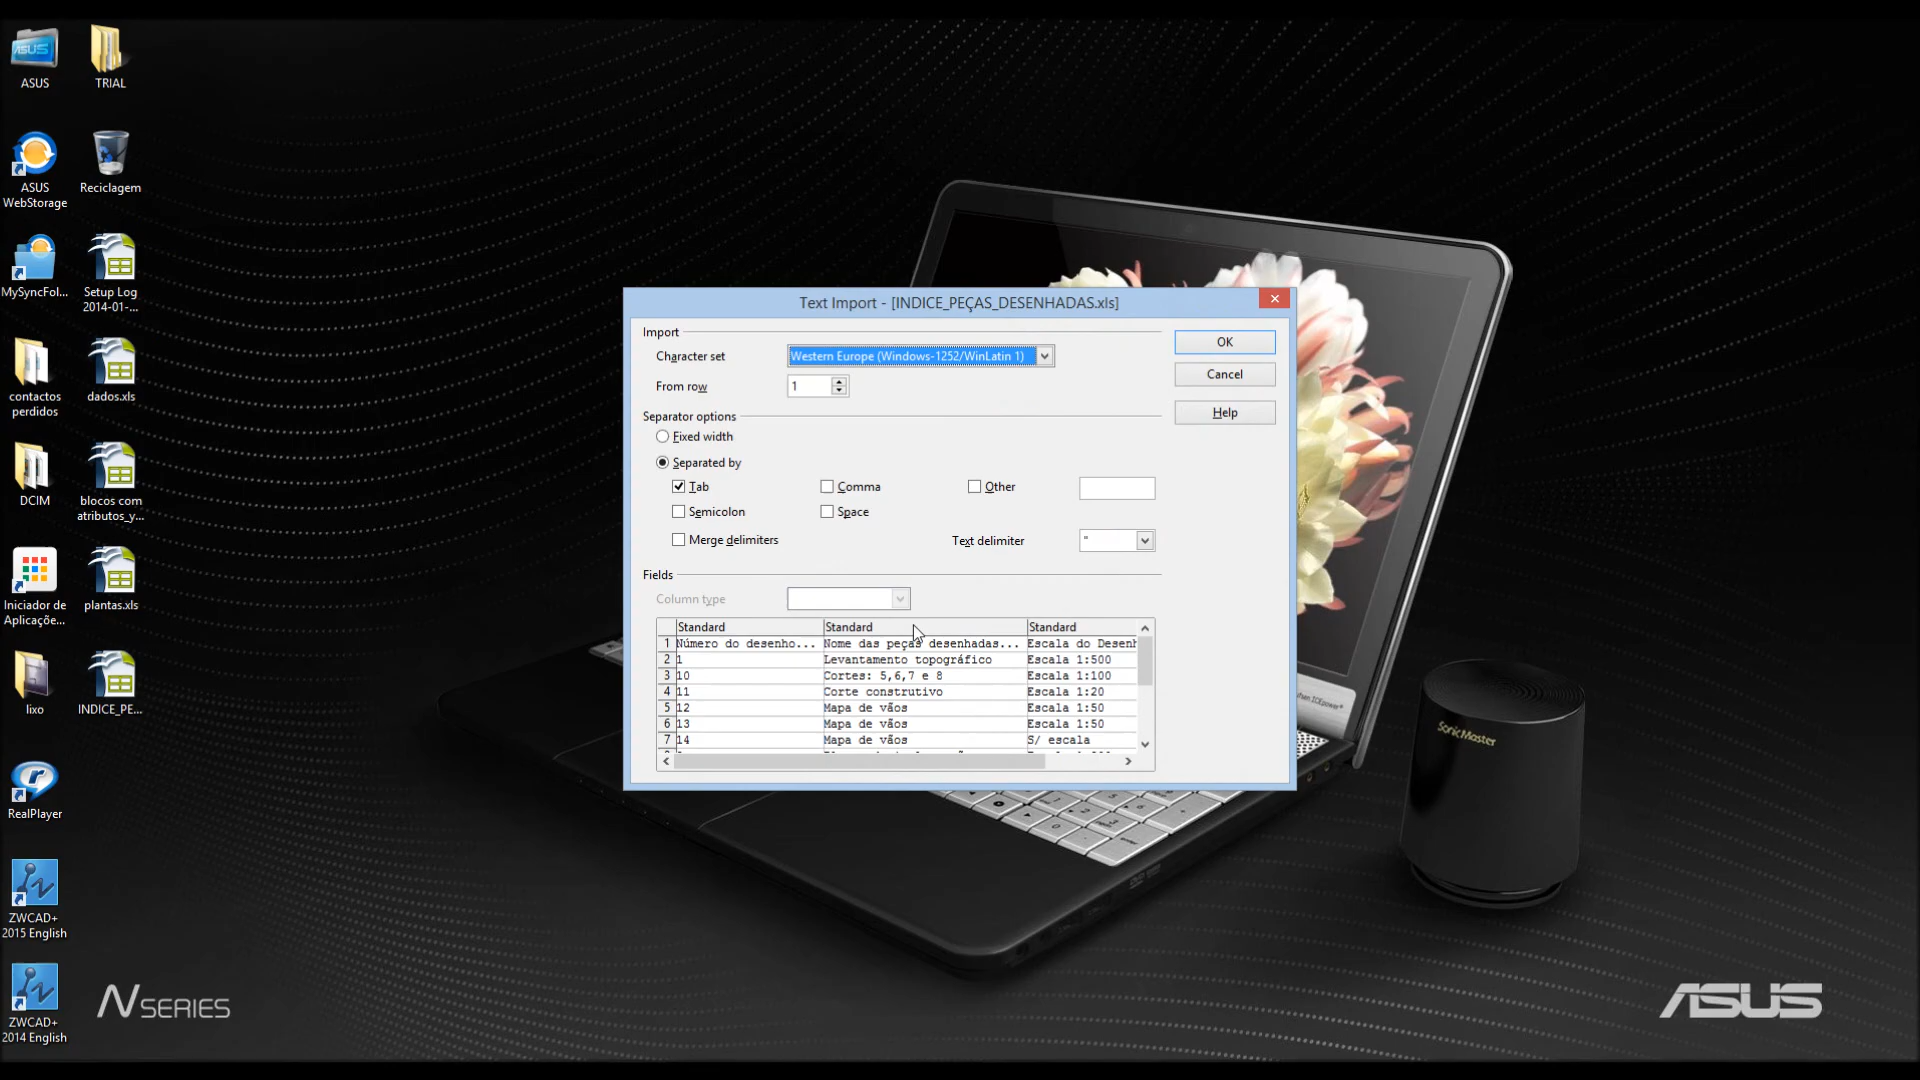 ASUS
TRIAL
ASUS
WebStorage
Reciclagem
MySyncFol...
Setup Log
2014-01-...
contactos
perdidos
dados.xls
DCIM
blocos com
atributos_y...
Iniciador de
Aplicaçõe...
plantas.xls
lixo
INDICE_PE...
RealPlayer
ZWCAD+
2015 English
ZWCAD+
2014 English
Text Import - [INDICE_PEÇAS_DESENHADAS.xls]
Import
Character set
Western Europe (Windows-1252/WinLatin 1)
From row
1
OK
Cancel
Help
Separator options
Fixed width
Separated by
Tab
Comma
Other
Semicolon
Space
Merge delimiters
Text delimiter
"
Fields
Column type
Standard Standard Standard
1 Número do desenho... Nome das peças desenhadas... Escala do Desenh
2 1 Levantamento topográfico Escala 1:500
3 10 Cortes: 5,6,7 e 8 Escala 1:100
4 11 Corte construtivo Escala 1:20
5 12 Mapa de vãos Escala 1:50
6 13 Mapa de vãos Escala 1:50
7 14 Mapa de vãos S/ escala
SonicMaster
N SERIES
ASUS